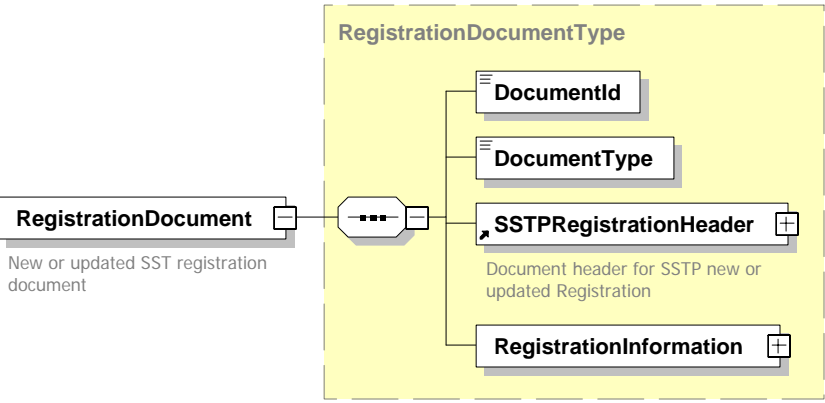 RegistrationDocumentType
DocumentId
DocumentType
RegistrationDocument
New or updated SST registration
document
SSTPRegistrationHeader
Document header for SSTP new or
updated Registration
RegistrationInformation